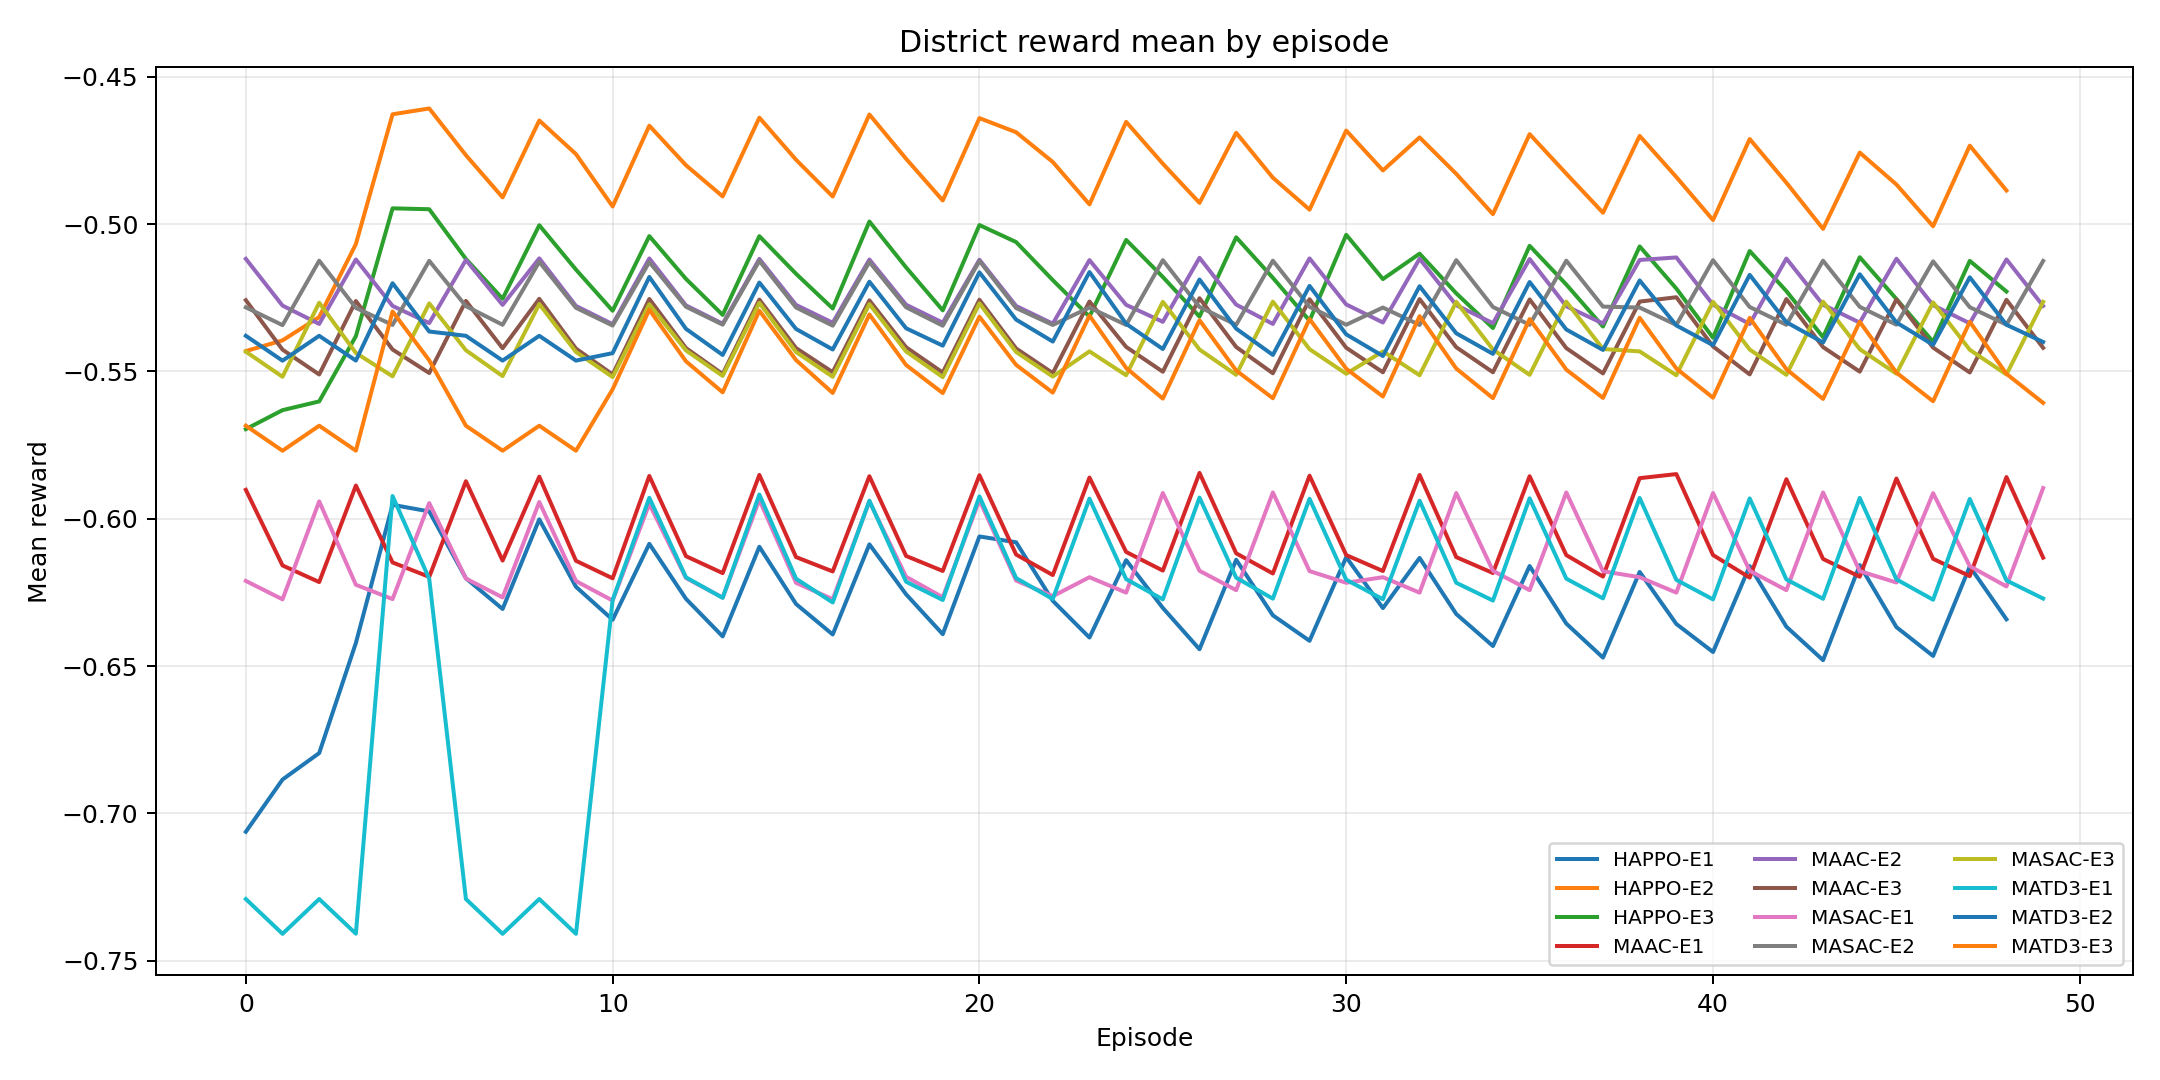 District reward mean by episode
Mean reward
−0.45
−0.50
−0.55
−0.60
−0.65
−0.70
−0.75
0
10
20
30
40
50
Episode
HAPPO-E1
HAPPO-E2
HAPPO-E3
MAAC-E1
MAAC-E2
MAAC-E3
MASAC-E1
MASAC-E2
MASAC-E3
MATD3-E1
MATD3-E2
MATD3-E3